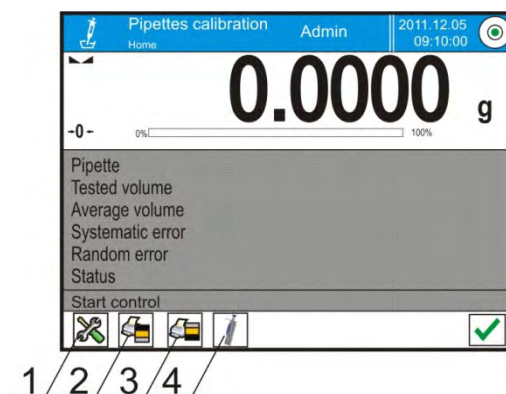 Pipettes calibration
Home
Admin
2011.12.05
09:10:00
0.0000 g
-0-
0%
100%
Pipette
Tested volume
Average volume
Systematic error
Random error
Status
Start control
1 2 3 4